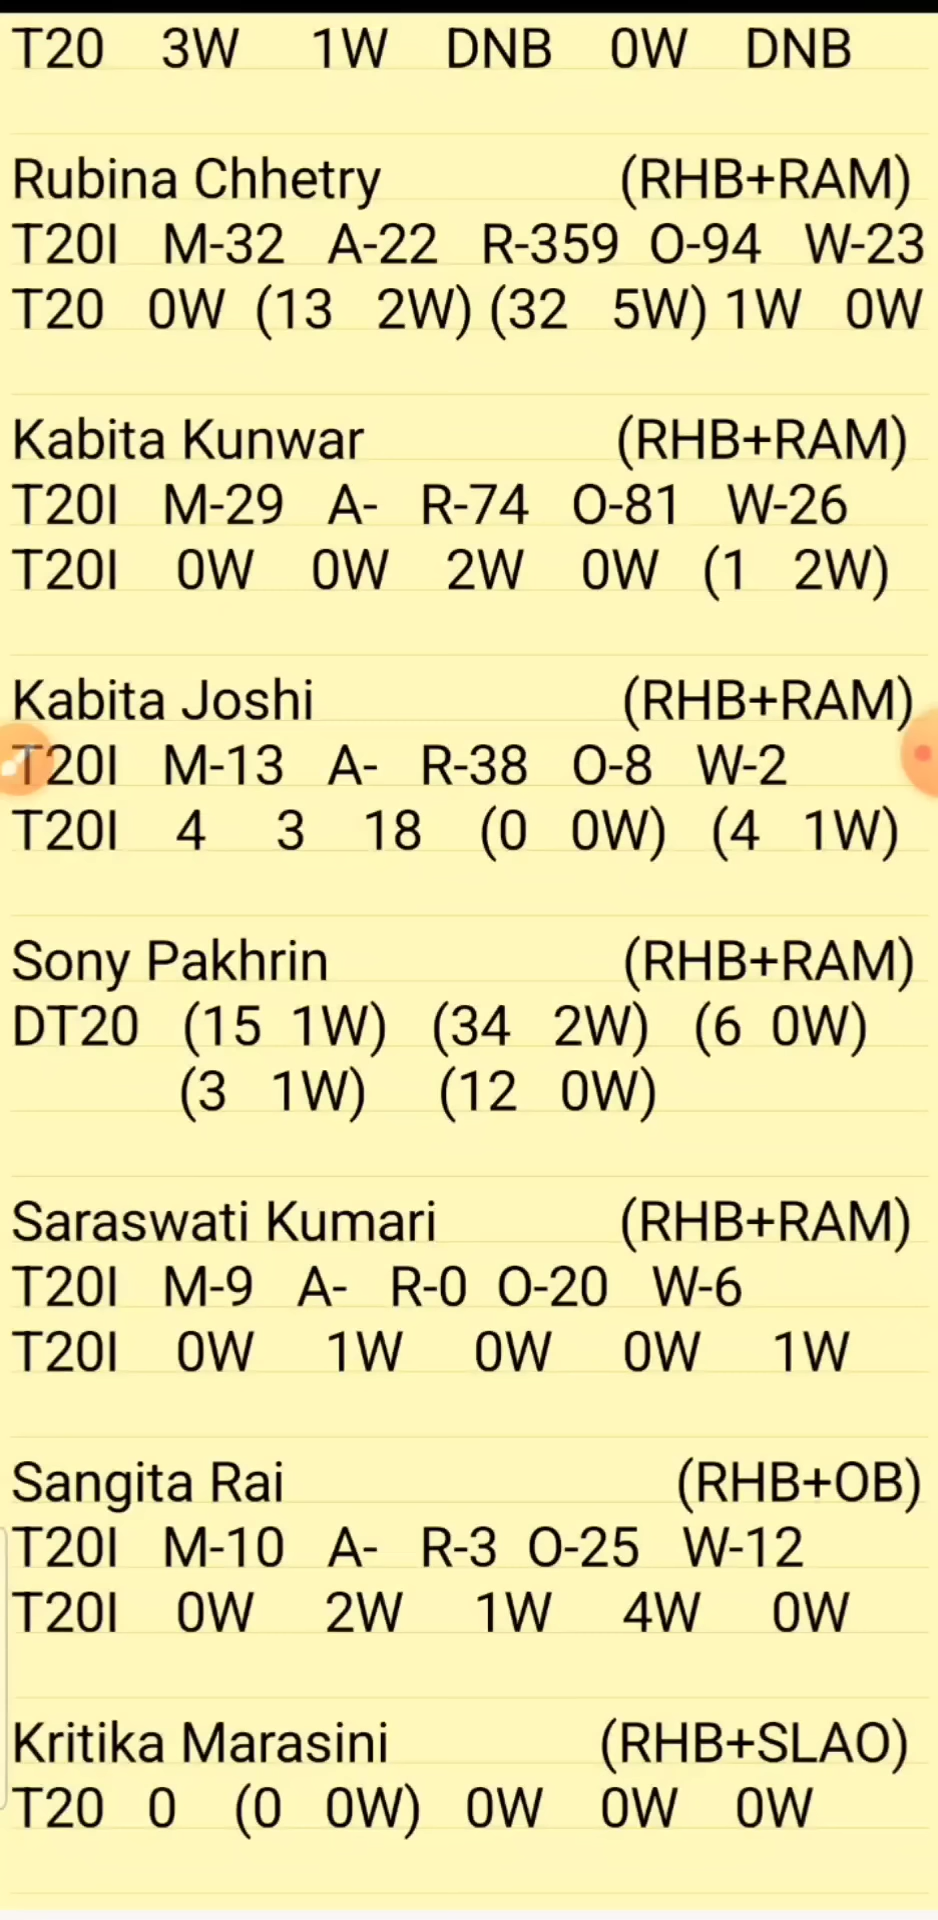 T20 3W 1W DNB 0W DNB
Rubina Chhetry (RHB+RAM)
T20I M-32 A-22 R-359 O-94 W-23
T20 0W (13 2W) (32 5W) 1W 0W
Kabita Kunwar (RHB+RAM)
T20I M-29 A- R-74 O-81 W-26
T20I 0W 0W 2W 0W (1 2W)
Kabita Joshi (RHB+RAM)
T20I M-13 A- R-38 O-8 W-2
T20I 4 3 18 (0 0W) (4 1W)
Sony Pakhrin (RHB+RAM)
DT20 (15 1W) (34 2W) (6 0W)
(3 1W) (12 0W)
Saraswati Kumari (RHB+RAM)
T20I M-9 A- R-0 O-20 W-6
T20I 0W 1W 0W 0W 1W
Sangita Rai (RHB+OB)
T20I M-10 A- R-3 O-25 W-12
T20I 0W 2W 1W 4W 0W
Kritika Marasini (RHB+SLAO)
T20 0 (0 0W) 0W 0W 0W